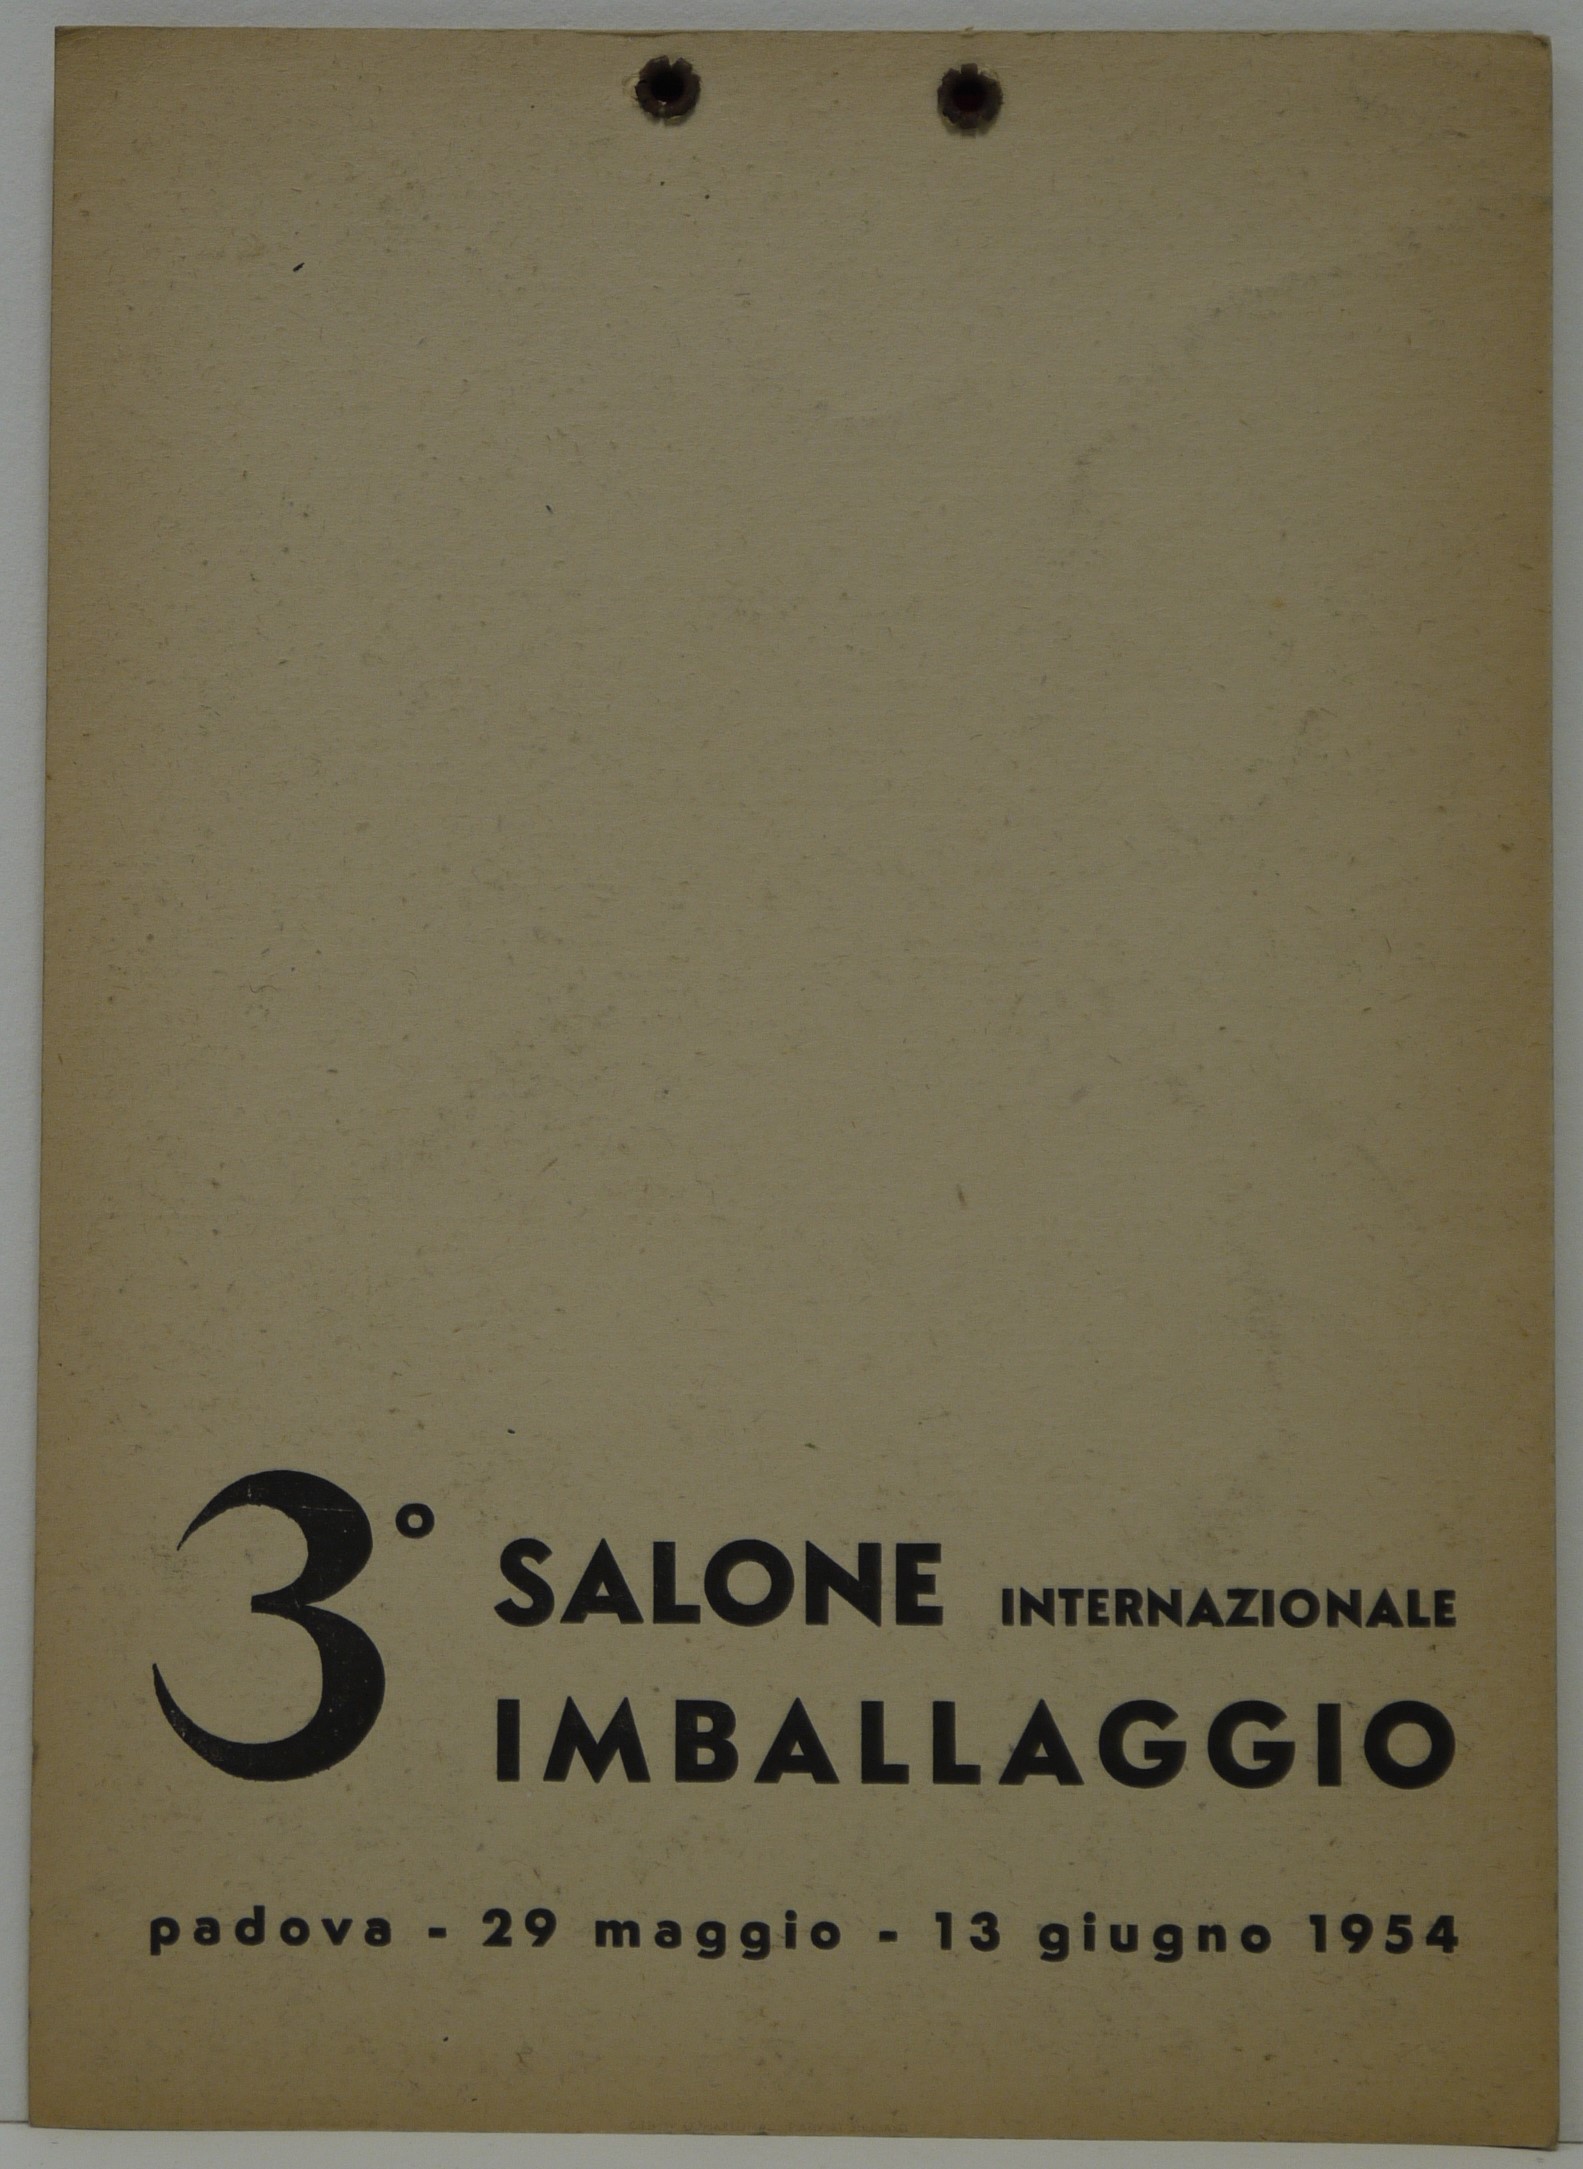 3° SALONE INTERNAZIONALE
IMBALLAGGIO
padova - 29 maggio - 13 giugno 1954